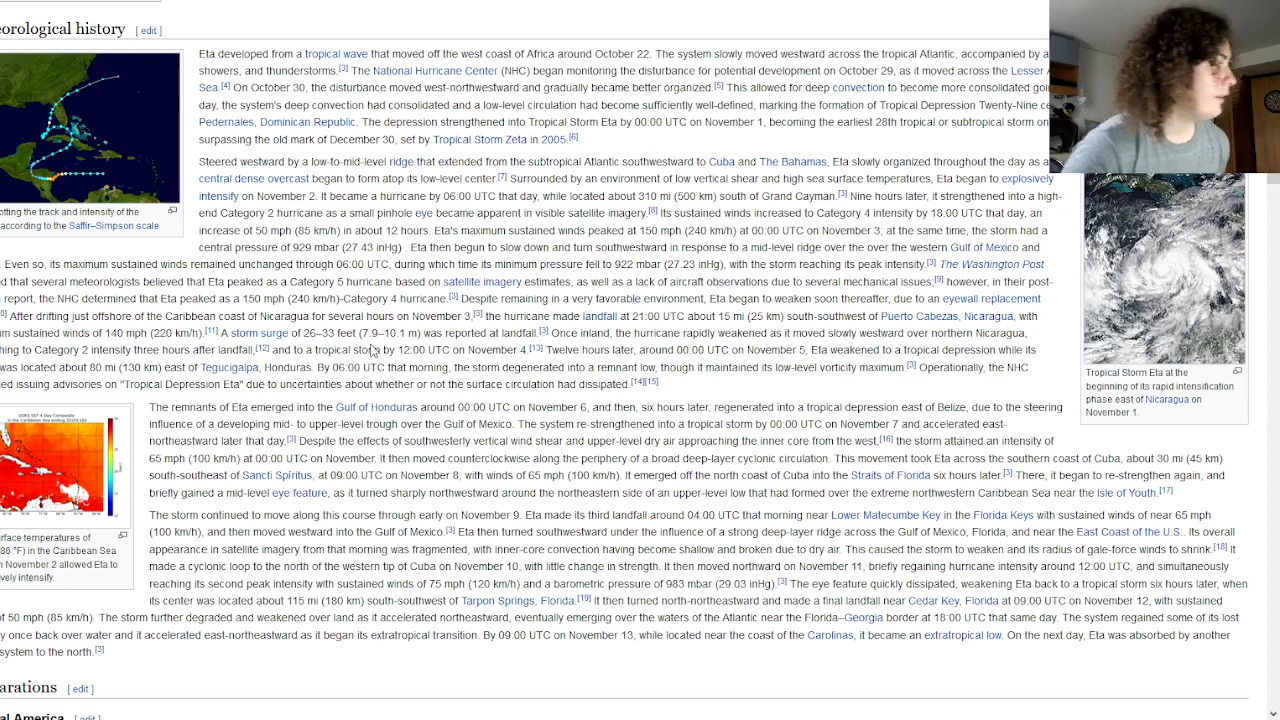 eorological history [ edit ]
Eta developed from a tropical wave that moved off the west coast of Africa around October 22. The system slowly moved westward across the tropical Atlantic, accompanied by a
showers, and thunderstorms.[3] The National Hurricane Center (NHC) began monitoring the disturbance for potential development on October 29, as it moved across the Lesser
Sea.[4] On October 30, the disturbance moved west-northwestward and gradually became better organized.[5] This allowed for deep convection to become more consolidated
day, the system's deep convection had consolidated and a low-level circulation had become sufficiently well-defined, marking the formation of Tropical Depression Twenty-Nine
Pedernales, Dominican Republic. The depression strengthened into Tropical Storm Eta by 00:00 UTC on November 1, becoming the earliest 28th tropical or subtropical storm on
surpassing the old mark of December 30, set by Tropical Storm Zeta in 2005.[6]
Steered westward by a low-to-mid-level ridge that extended from the subtropical Atlantic southwestward to Cuba and The Bahamas, Eta slowly organized throughout the day as a
central dense overcast began to form atop its low-level center.[7] Surrounded by an environment of low vertical shear and high sea surface temperatures, Eta began to explosively
intensify on November 2. It became a hurricane by 06:00 UTC that day, while located about 310 mi (500 km) south of Grand Cayman.[3] Nine hours later, it strengthened into a high-
end Category 2 hurricane as a small pinhole eye became apparent in visible satellite imagery.[8] Its sustained winds increased to Category 4 intensity by 18:00 UTC that day, an
increase of 50 mph (85 km/h) in about 12 hours. Eta's maximum sustained winds peaked at 150 mph (240 km/h) at 00:00 UTC on November 3; at the same time, the storm had a
central pressure of 929 mbar (27.43 inHg) . Eta then begun to slow down and turn southwestward in response to a mid-level ridge over the over the western Gulf of Mexico and
. Even so, its maximum sustained winds remained unchanged through 06:00 UTC, during which time its minimum pressure fell to 922 mbar (27.23 inHg), with the storm reaching its peak intensity.[3] The Washington Post
ed that several meteorologists believed that Eta peaked as a Category 5 hurricane based on satellite imagery estimates, as well as a lack of aircraft observations due to several mechanical issues;[9] however, in their post-
report, the NHC determined that Eta peaked as a 150 mph (240 km/h)-Category 4 hurricane.[3] Despite remaining in a very favorable environment, Eta began to weaken soon thereafter, due to an eyewall replacement
0] After drifting just offshore of the Caribbean coast of Nicaragua for several hours on November 3,[3] the hurricane made landfall at 21:00 UTC about 15 mi (25 km) south-southwest of Puerto Cabezas, Nicaragua, with
m sustained winds of 140 mph (220 km/h).[11] A storm surge of 26–33 feet (7.9–10.1 m) was reported at landfall.[3] Once inland, the hurricane rapidly weakened as it moved slowly westward over northern Nicaragua,
hing to Category 2 intensity three hours after landfall,[12] and to a tropical storm by 12:00 UTC on November 4.[13] Twelve hours later, around 00:00 UTC on November 5, Eta weakened to a tropical depression while its
was located about 80 mi (130 km) east of Tegucigalpa, Honduras. By 06:00 UTC that morning, the storm degenerated into a remnant low, though it maintained its low-level vorticity maximum.[3] Operationally, the NHC
ed issuing advisories on "Tropical Depression Eta" due to uncertainties about whether or not the surface circulation had dissipated.[14][15]
otting the track and intensity of the
according to the Saffir–Simpson scale
Tropical Storm Eta at the
beginning of its rapid intensification
phase east of Nicaragua on
November 1.
The remnants of Eta emerged into the Gulf of Honduras around 00:00 UTC on November 6, and then, six hours later, regenerated into a tropical depression east of Belize, due to the steering
influence of a developing mid- to upper-level trough over the Gulf of Mexico. The system re-strengthened into a tropical storm by 00:00 UTC on November 7 and accelerated east-
northeastward later that day.[3] Despite the effects of southwesterly vertical wind shear and upper-level dry air approaching the inner core from the west,[16] the storm attained an intensity of
65 mph (100 km/h) at 00:00 UTC on November 8. It then moved counterclockwise along the periphery of a broad deep-layer cyclonic circulation. This movement took Eta across the southern coast of Cuba, about 30 mi (45 km)
south-southeast of Sancti Spíritus, at 09:00 UTC on November 8, with winds of 65 mph (100 km/h). It emerged off the north coast of Cuba into the Straits of Florida six hours later.[3] There, it began to re-strengthen again, and
briefly gained a mid-level eye feature, as it turned sharply northwestward around the northeastern side of an upper-level low that had formed over the extreme northwestern Caribbean Sea near the Isle of Youth.[17]
The storm continued to move along this course through early on November 9. Eta made its third landfall around 04:00 UTC that morning near Lower Matecumbe Key in the Florida Keys with sustained winds of near 65 mph
(100 km/h), and then moved westward into the Gulf of Mexico.[3] Eta then turned southwestward under the influence of a strong deep-layer ridge across the Gulf of Mexico, Florida, and near the East Coast of the U.S.. Its overall
appearance in satellite imagery from that morning was fragmented, with inner-core convection having become shallow and broken due to dry air. This caused the storm to weaken and its radius of gale-force winds to shrink.[18] It
made a cyclonic loop to the north of the western tip of Cuba on November 10, with little change in strength. It then moved northward on November 11, briefly regaining hurricane intensity around 12:00 UTC, and simultaneously
reaching its second peak intensity with sustained winds of 75 mph (120 km/h) and a barometric pressure of 983 mbar (29.03 inHg).[3] The eye feature quickly dissipated, weakening Eta back to a tropical storm six hours later, when
its center was located about 115 mi (180 km) south-southwest of Tarpon Springs, Florida.[19] It then turned north-northeastward and made a final landfall near Cedar Key, Florida at 09:00 UTC on November 12, with sustained
of 50 mph (85 km/h). The storm further degraded and weakened over land as it accelerated northeastward, eventually emerging over the waters of the Atlantic near the Florida–Georgia border at 18:00 UTC that same day. The system regained some of its lost
y once back over water and it accelerated east-northeastward as it began its extratropical transition. By 09:00 UTC on November 13, while located near the coast of the Carolinas, it became an extratropical low. On the next day, Eta was absorbed by another
system to the north.[3]
urface temperatures of
86 °F) in the Caribbean Sea
n November 2 allowed Eta to
vely intensify.
arations [ edit ]
al America [ edit ]